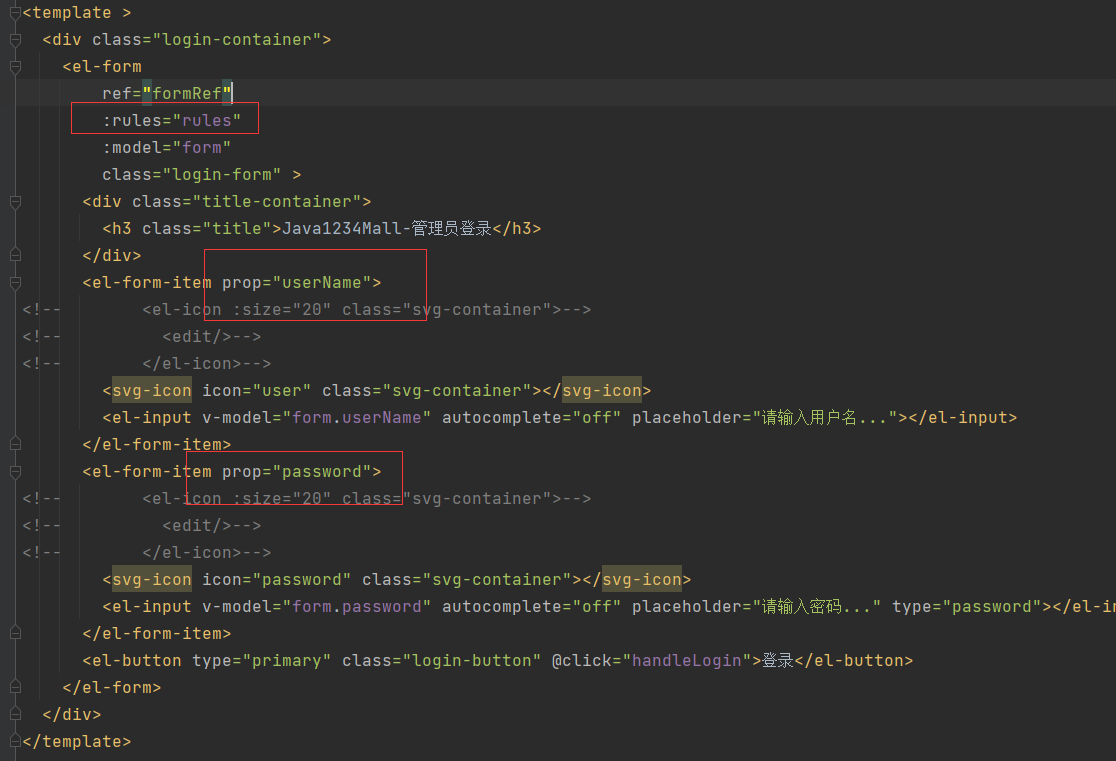 <template >
<div class="login-container">
<el-form
ref="formRef"
:rules="rules"
:model="form"
class="login-form" >
<div class="title-container">
<h3 class="title">Java1234Mall-管理员登录</h3>
</div>
<el-form-item prop="userName">
<!-- <el-icon :size="20" class="svg-container">-->
<!-- <edit/>-->
<!-- </el-icon>-->
<svg-icon icon="user" class="svg-container"></svg-icon>
<el-input v-model="form.userName" autocomplete="off" placeholder="请输入用户名..."></el-input>
</el-form-item>
<el-form-item prop="password">
<!-- <el-icon :size="20" class="svg-container">-->
<!-- <edit/>-->
<!-- </el-icon>-->
<svg-icon icon="password" class="svg-container"></svg-icon>
<el-input v-model="form.password" autocomplete="off" placeholder="请输入密码..." type="password"></el-in
</el-form-item>
<el-button type="primary" class="login-button" @click="handleLogin">登录</el-button>
</el-form>
</div>
</template>